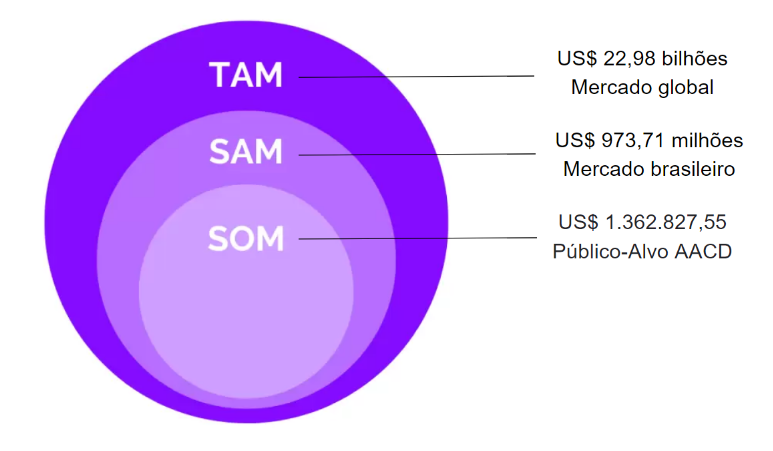 TAM
US$ 22,98 bilhões
Mercado global
SAM
US$ 973,71 milhões
Mercado brasileiro
SOM
US$ 1.362.827,55
Público-Alvo AACD